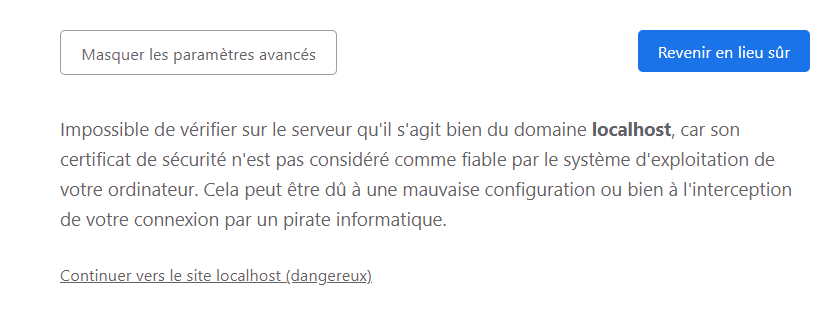 Masquer les paramètres avancés
Revenir en lieu sûr
Impossible de vérifier sur le serveur qu'il s'agit bien du domaine localhost, car son
certificat de sécurité n'est pas considéré comme fiable par le système d'exploitation de
votre ordinateur. Cela peut être dû à une mauvaise configuration ou bien à l'interception
de votre connexion par un pirate informatique.
Continuer vers le site localhost (dangereux)